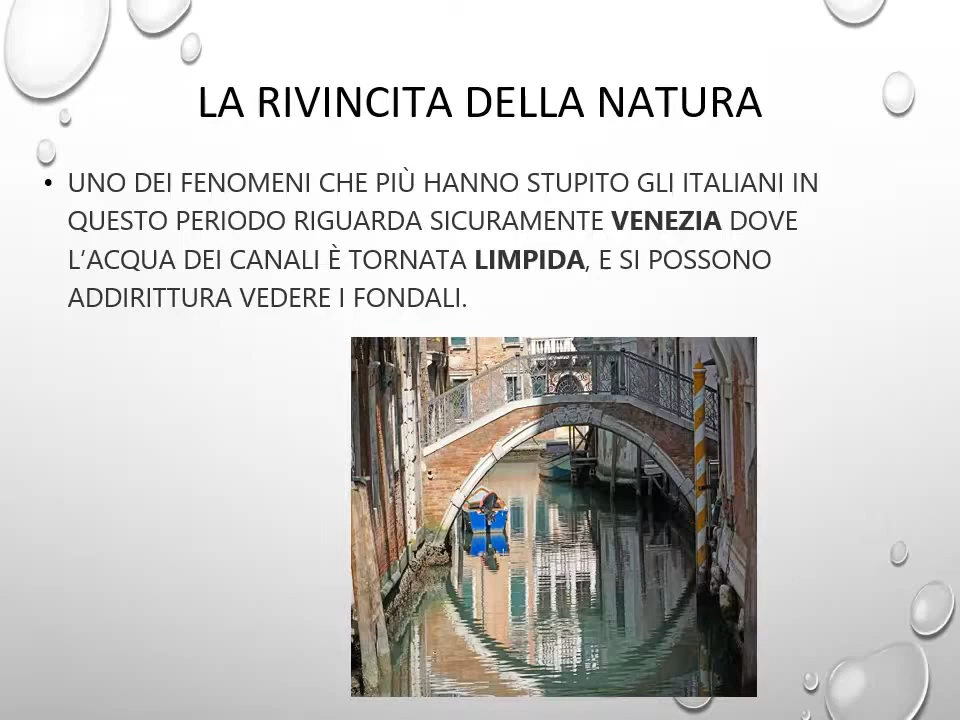 LA RIVINCITA DELLA NATURA
• UNO DEI FENOMENI CHE PIÙ HANNO STUPITO GLI ITALIANI IN
QUESTO PERIODO RIGUARDA SICURAMENTE VENEZIA DOVE
L’ACQUA DEI CANALI È TORNATA LIMPIDA, E SI POSSONO
ADDIRITTURA VEDERE I FONDALI.